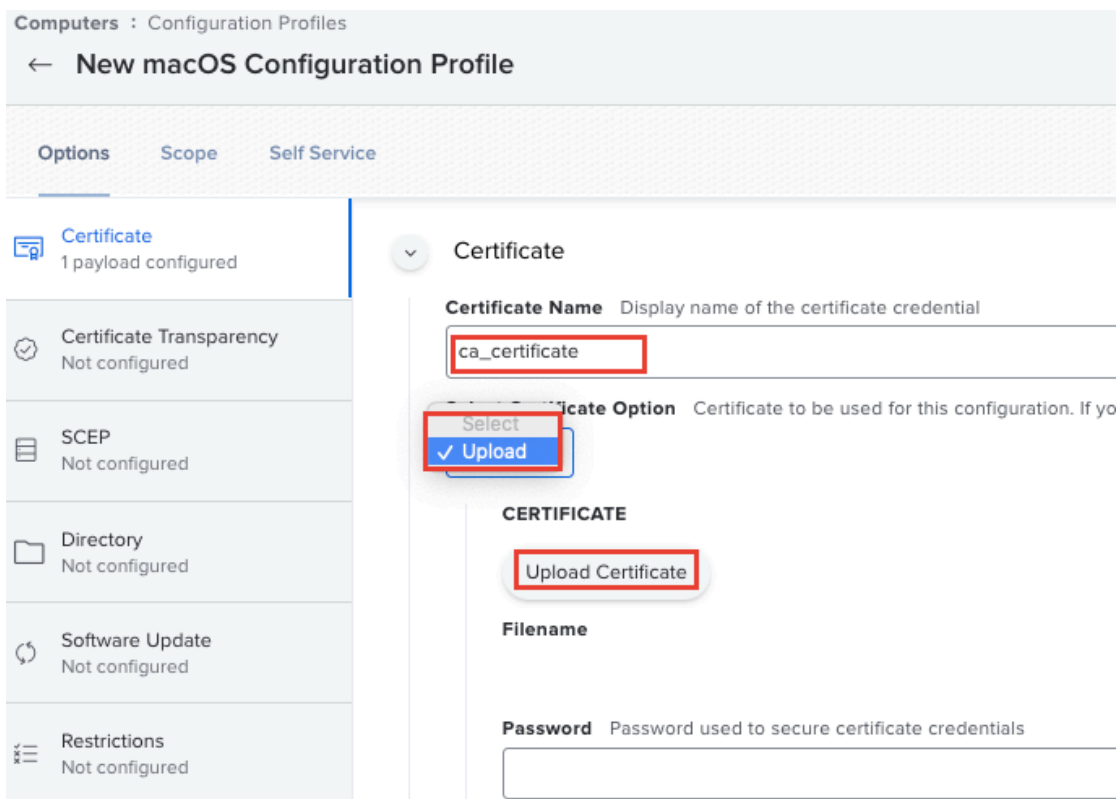 Computers : Configuration Profiles
← New macOS Configuration Profile
Options Scope Self Service
Certificate
1 payload configured
Certificate Transparency
Not configured
SCEP
Not configured
Directory
Not configured
Software Update
Not configured
Restrictions
Not configured
Certificate
Certificate Name Display name of the certificate credential
ca_certificate
Certificate Option Certificate to be used for this configuration. If
Select
✓ Upload
CERTIFICATE
Upload Certificate
Filename
Password Password used to secure certificate credentials